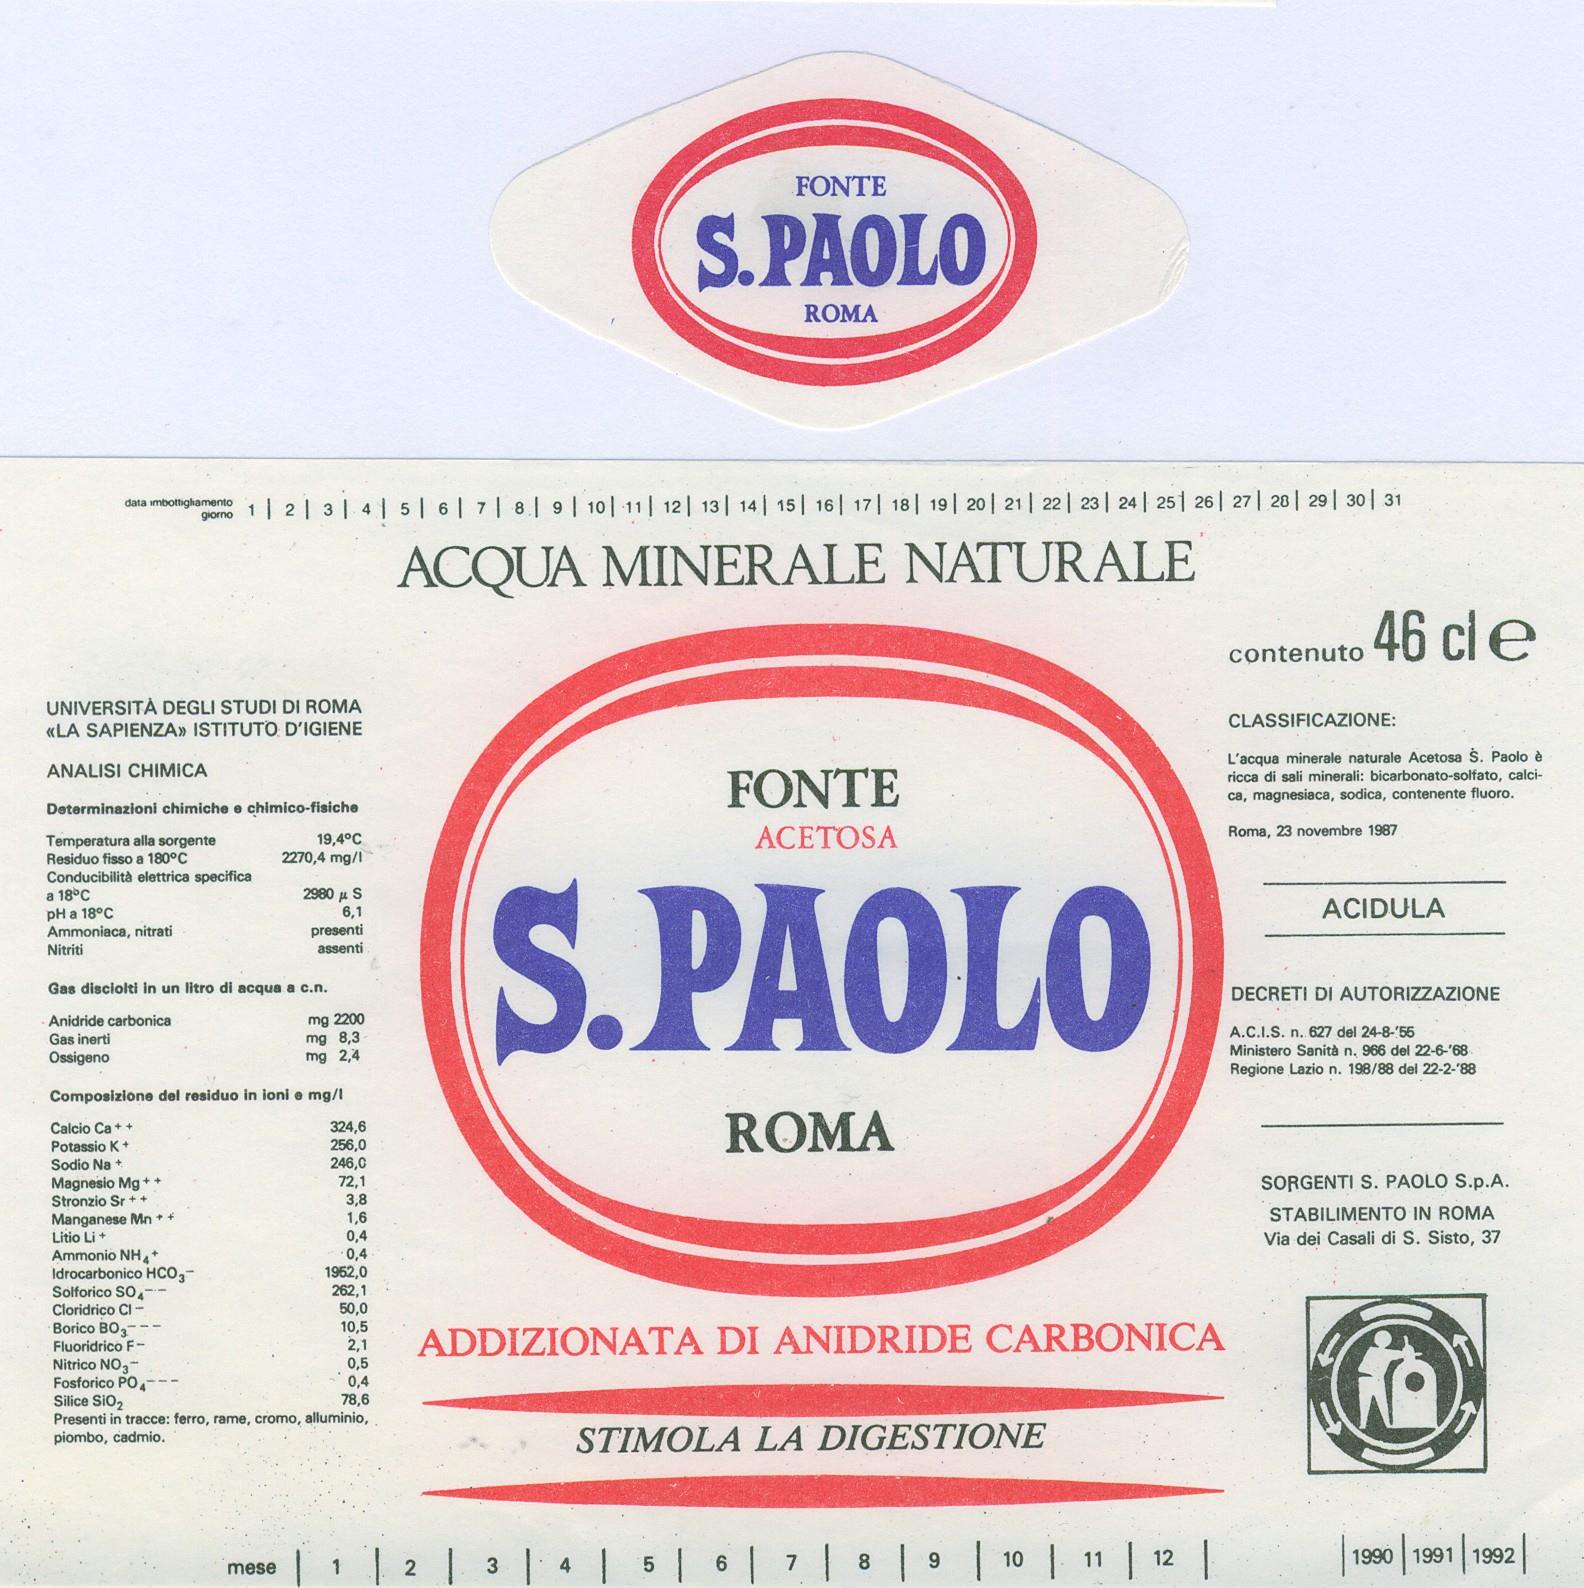 FONTE
S.PAOLO
ROMA
data imbottigliamento
giorno 1 | 2 | 3 | 4 | 5 | 6 | 7 | 8 | 9 | 10 | 11 | 12 | 13 | 14 | 15 | 16 | 17 | 18 | 19 | 20 | 21 | 22 | 23 | 24 | 25 | 26 | 27 | 28 | 29 | 30 | 31
ACQUA MINERALE NATURALE
UNIVERSITÀ DEGLI STUDI DI ROMA
«LA SAPIENZA» ISTITUTO D'IGIENE
ANALISI CHIMICA
Determinazioni chimiche e chimico-fisiche
Temperatura alla sorgente 19,4°C
Residuo fisso a 180°C 2270,4 mg/l
Conducibilità elettrica specifica
a 18°C 2980 µ S
pH a 18°C 6,1
Ammoniaca, nitrati presenti
Nitriti assenti
Gas disciolti in un litro di acqua a c.n.
Anidride carbonica mg 2200
Gas inerti mg 8,3
Ossigeno mg 2,4
Composizione del residuo in ioni e mg/l
Calcio Ca++ 324,6
Potassio K+ 256,0
Sodio Na+ 246,0
Magnesio Mg++ 72,1
Stronzio Sr++ 3,8
Manganese Mn++ 1,6
Litio Li+ 0,4
Ammonio NH4+ 0,4
Idrocarbonico HCO3- 1952,0
Solforico SO4-- 262,1
Cloridrico Cl- 50,0
Borico BO3--- 10,5
Fluoridrico F- 2,1
Nitrico NO3- 0,5
Fosforico PO4--- 0,4
Silice SiO2 78,6
Presenti in tracce: ferro, rame, cromo, alluminio,
piombo, cadmio.
FONTE
ACETOSA
S.PAOLO
ROMA
ADDIZIONATA DI ANIDRIDE CARBONICA
STIMOLA LA DIGESTIONE
contenuto 46 cl e
CLASSIFICAZIONE:
L'acqua minerale naturale Acetosa S. Paolo è
ricca di sali minerali: bicarbonato-solfato, calci-
ca, magnesiaca, sodica, contenente fluoro.
Roma, 23 novembre 1987
ACIDULA
DECRETI DI AUTORIZZAZIONE
A.C.I.S. n. 627 del 24-8-'55
Ministero Sanità n. 966 del 22-6-'68
Regione Lazio n. 198/88 del 22-2-'88
SORGENTI S. PAOLO S.p.A.
STABILIMENTO IN ROMA
Via dei Casali di S. Sisto, 37
mese | 1 | 2 | 3 | 4 | 5 | 6 | 7 | 8 | 9 | 10 | 11 | 12 | | 1990 | 1991 | 1992 |